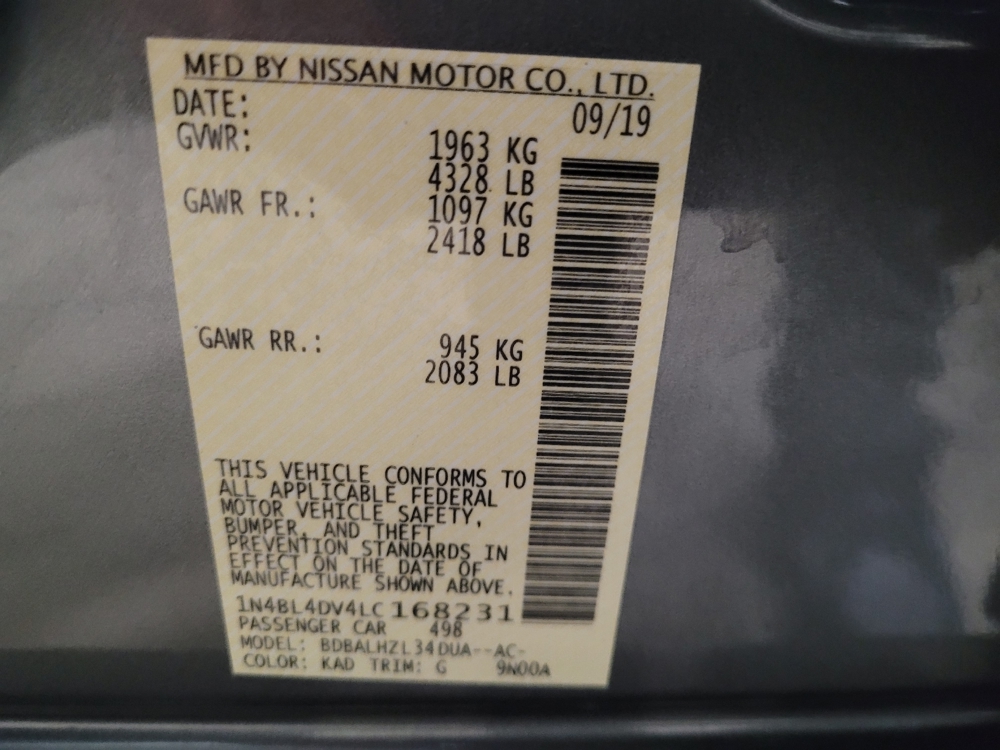 MFD BY NISSAN MOTOR CO., LTD.
DATE: 09/19
GVWR: 1963 KG
4328 LB
GAWR FR.: 1097 KG
2418 LB
GAWR RR.: 945 KG
2083 LB
THIS VEHICLE CONFORMS TO
ALL APPLICABLE FEDERAL
MOTOR VEHICLE SAFETY,
BUMPER, AND THEFT
PREVENTION STANDARDS IN
EFFECT ON THE DATE OF
MANUFACTURE SHOWN ABOVE.
1N4BL4DV4LC168231
PASSENGER CAR 498
MODEL: BDBALHZL34DUA--AC-
COLOR: KAD TRIM: G 9N00A